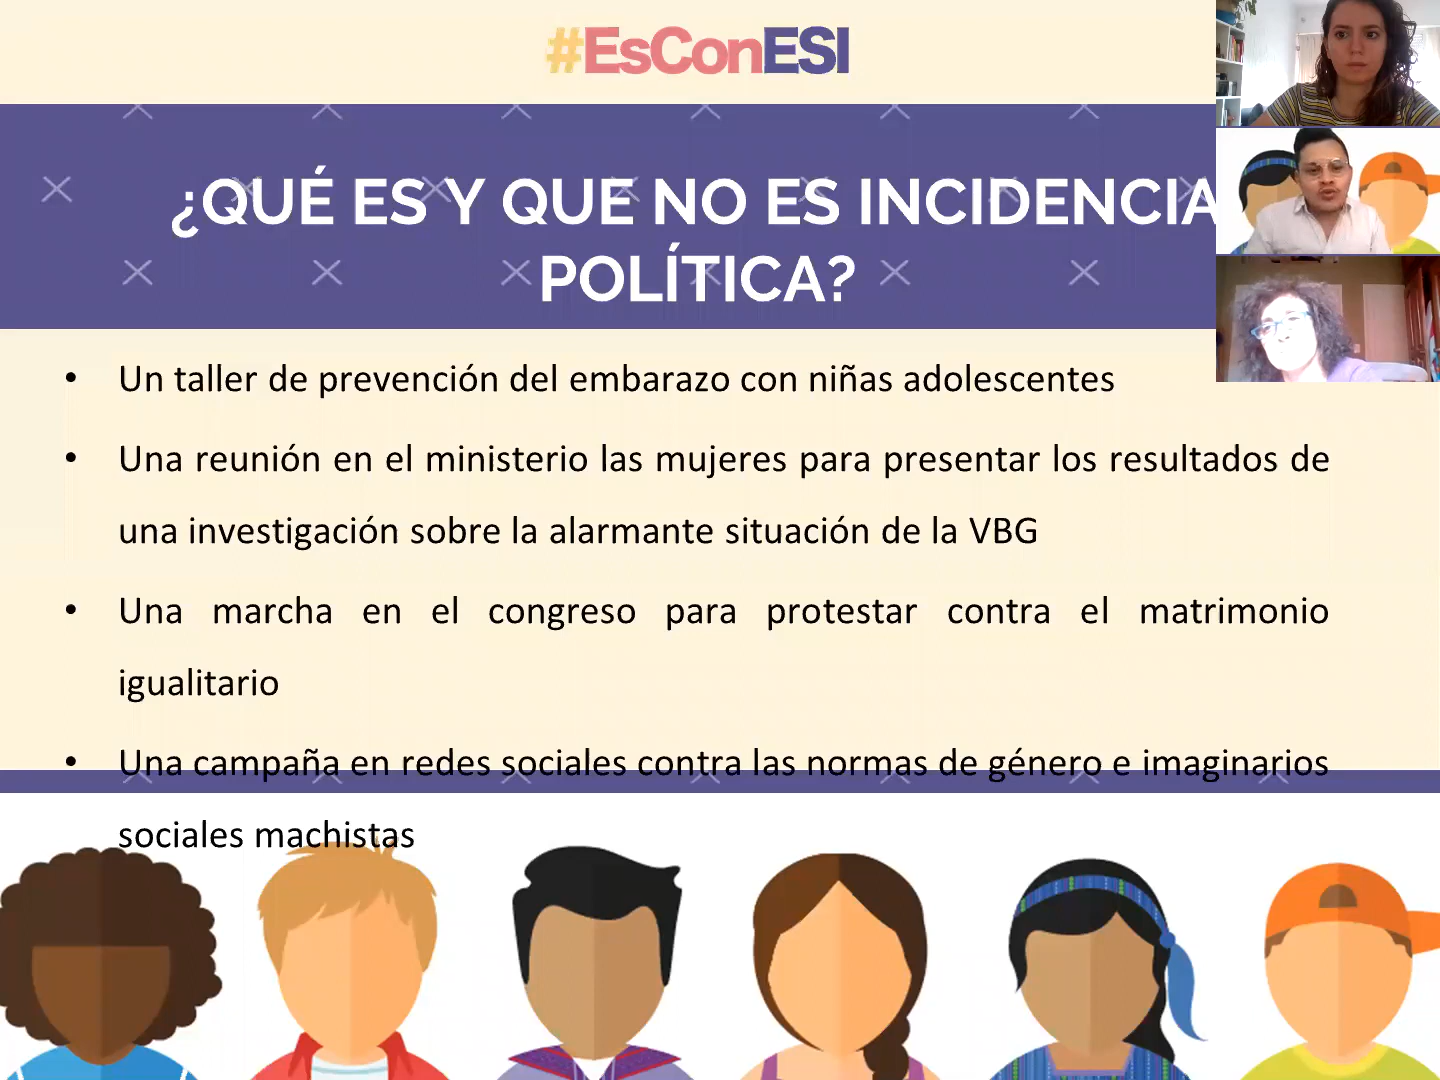 #EsConESI
¿QUÉ ES Y QUE NO ES INCIDENCIA
POLÍTICA?
• Un taller de prevención del embarazo con niñas adolescentes
• Una reunión en el ministerio las mujeres para presentar los resultados de
una investigación sobre la alarmante situación de la VBG
• Una marcha en el congreso para protestar contra el matrimonio
igualitario
• Una campaña en redes sociales contra las normas de género e imaginarios
sociales machistas